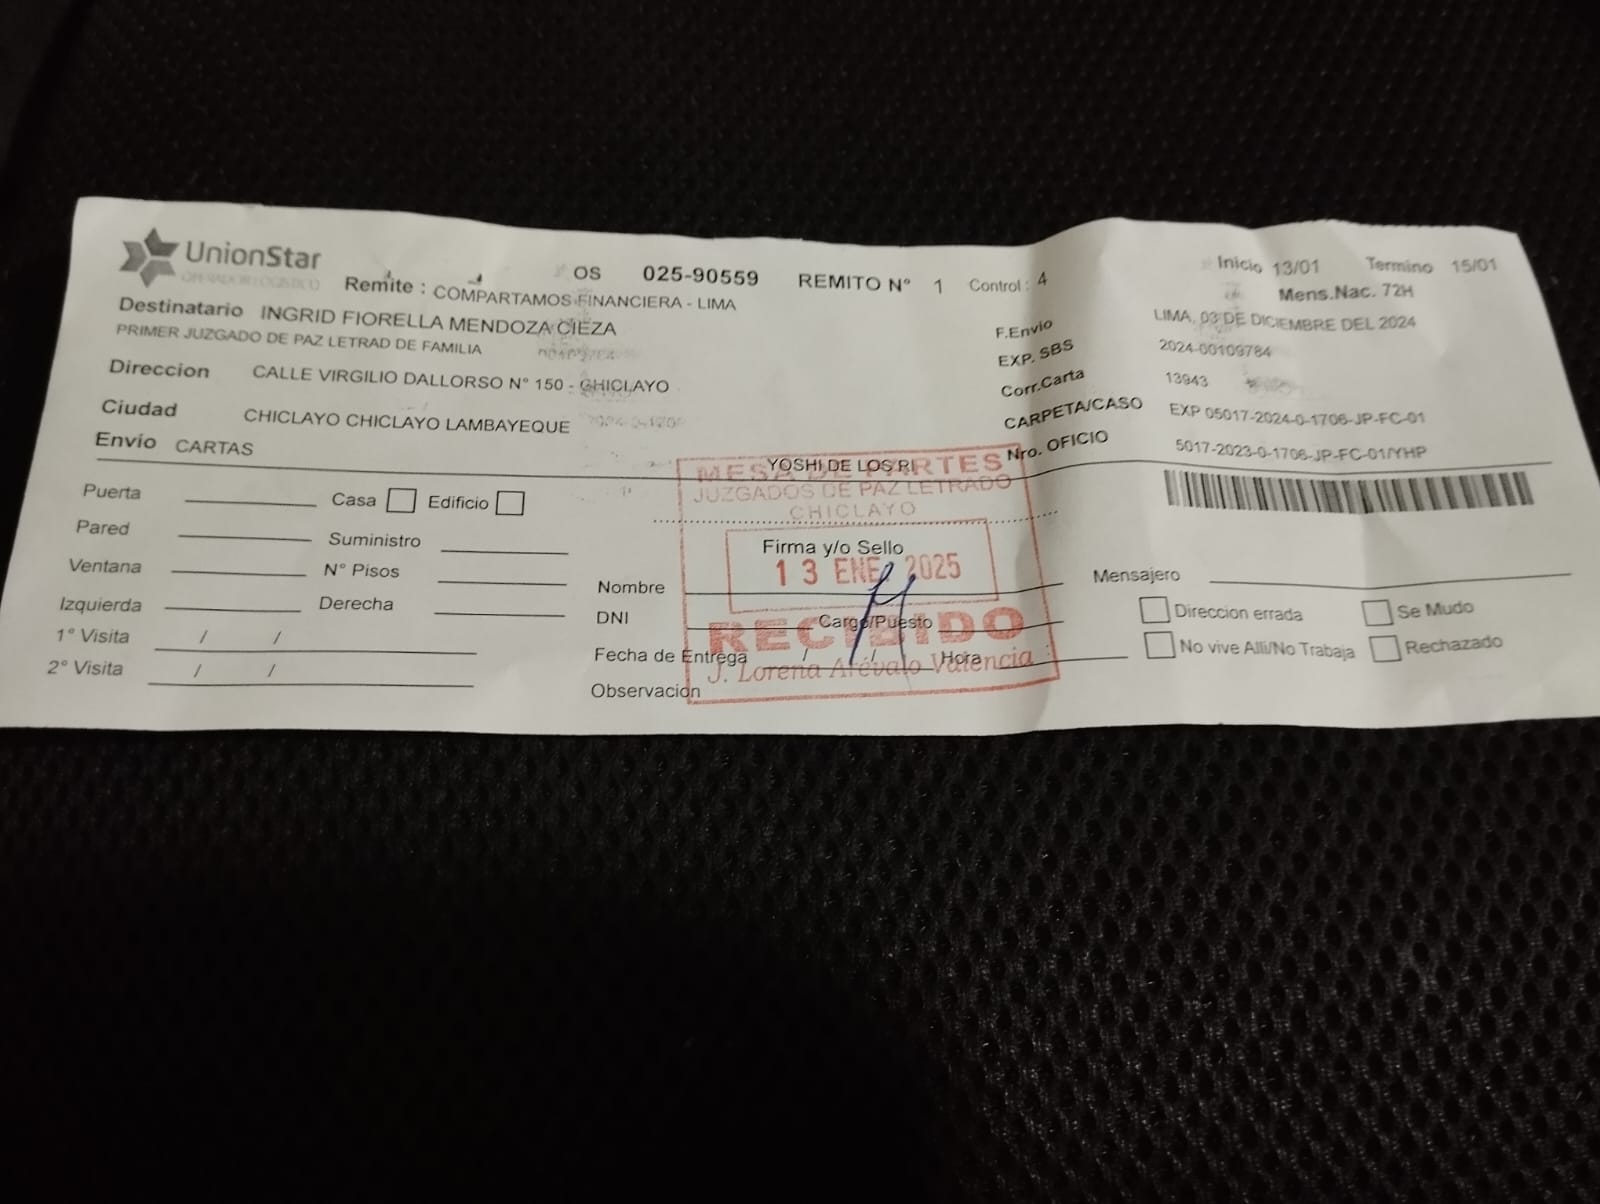 UnionStar
OPERADOR LOGISTICO
Remite : COMPARTAMOS FINANCIERA - LIMA
OS 025-90559 REMITO N° 1 Control : 4
Inicio 13/01 Termino 15/01
Mens.Nac. 72H
Destinatario INGRID FIORELLA MENDOZA CIEZA
PRIMER JUZGADO DE PAZ LETRAD DE FAMILIA
Direccion CALLE VIRGILIO DALLORSO N° 150 - CHICLAYO
Ciudad CHICLAYO CHICLAYO LAMBAYEQUE
Envío CARTAS
F.Envio LIMA, 03 DE DICIEMBRE DEL 2024
EXP. SBS 2024-00109784
Corr.Carta 13943
CARPETA/CASO EXP 05017-2024-0-1706-JP-FC-01
Nro. OFICIO 5017-2023-0-1706-JP-FC-01/YHP
YOSHI DE LOS RI
MESA DE PARTES
JUZGADOS DE PAZ LETRADO
CHICLAYO
Firma y/o Sello
13 ENE 2025
RECIBIDO
J. Lorena Arévalo Valencia
Puerta Casa Edificio
Pared Suministro
Ventana N° Pisos
Izquierda Derecha
1° Visita / /
2° Visita / /
Nombre
DNI Cargo/Puesto
Fecha de Entrega / / Hora :
Observacion
Mensajero
Direccion errada Se Mudo
No vive Alli/No Trabaja Rechazado